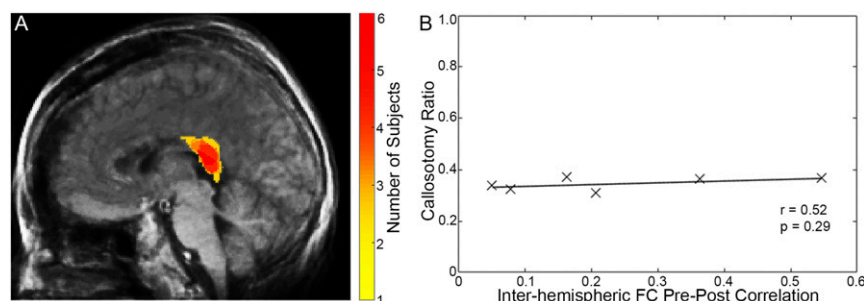 A
6
5
4
3
2
1
Number of Subjects
B
1.0
0.8
0.6
0.4
0.2
0
0.1
0.2
0.3
0.4
0.5
0.6
Callosotomy Ratio
r = 0.52
p = 0.29
Inter-hemispheric FC Pre-Post Correlation